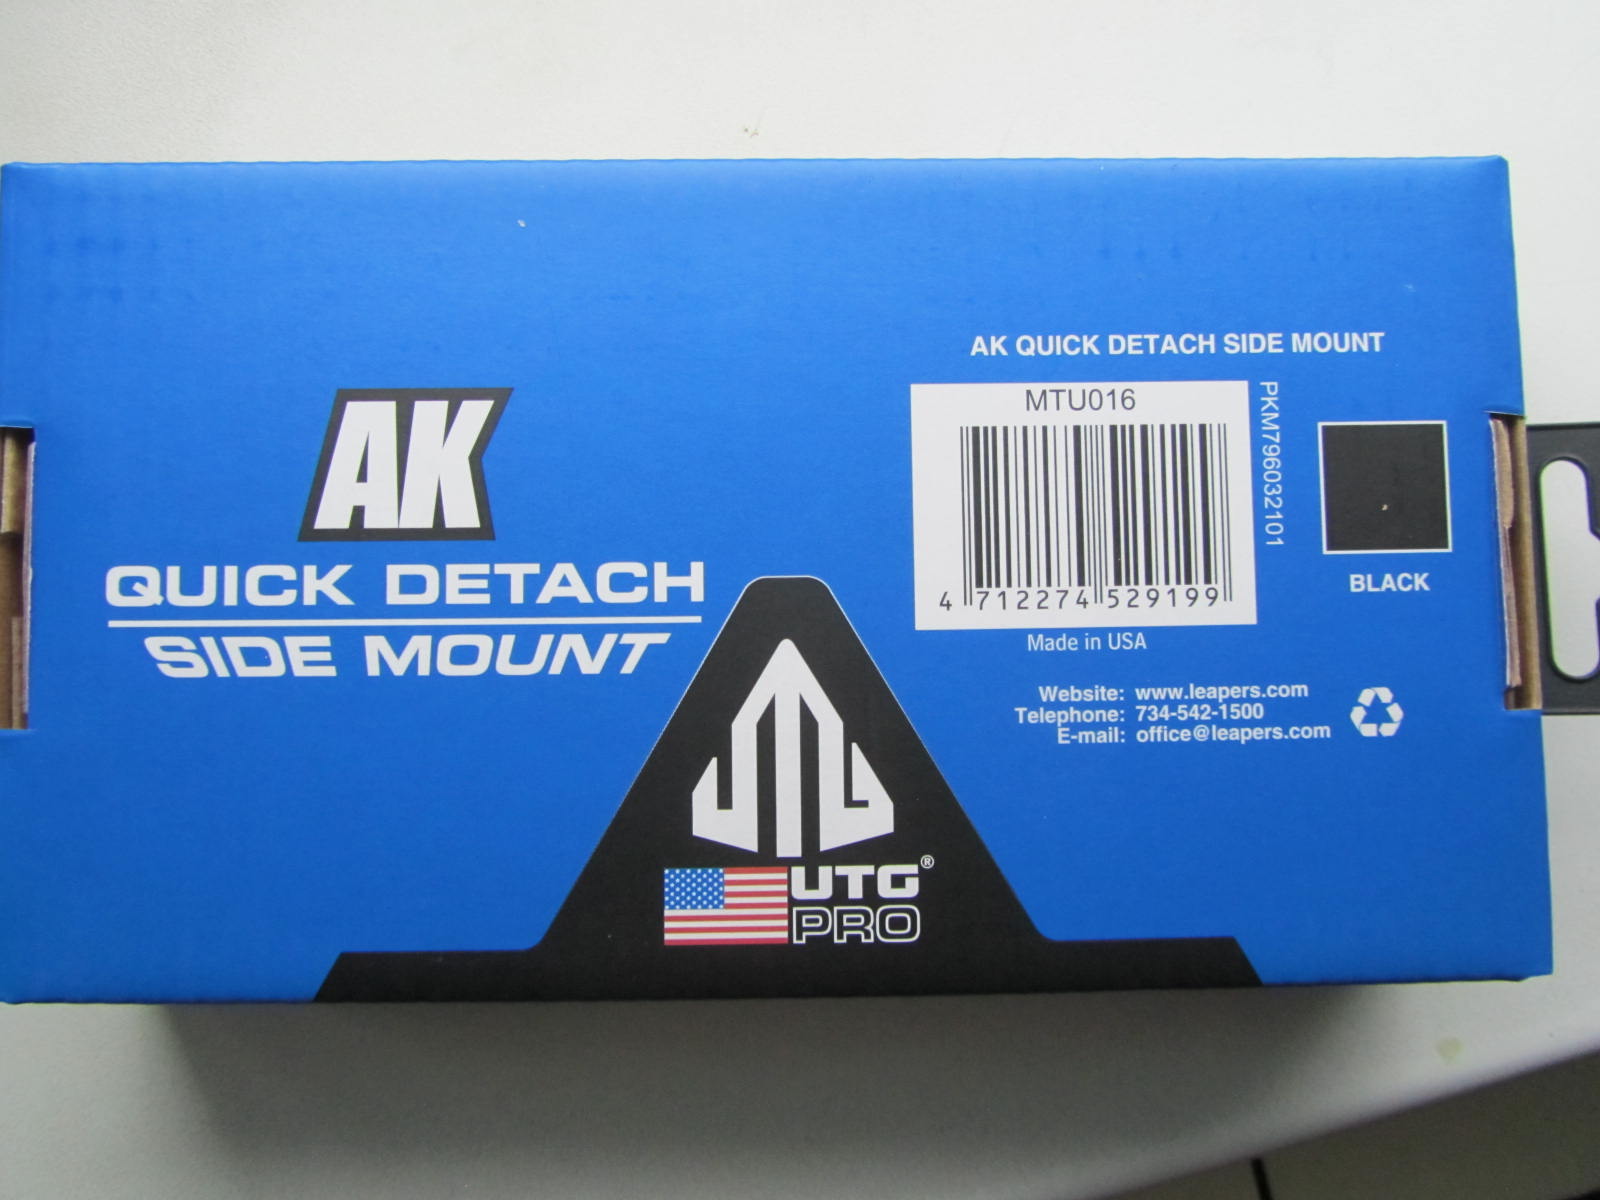 AK
QUICK DETACH
SIDE MOUNT
AK QUICK DETACH SIDE MOUNT
MTU016
4 712274 529199
PKM796032101
BLACK
Made in USA
Website: www.leapers.com
Telephone: 734-542-1500
E-mail: office@leapers.com
UTG®
PRO